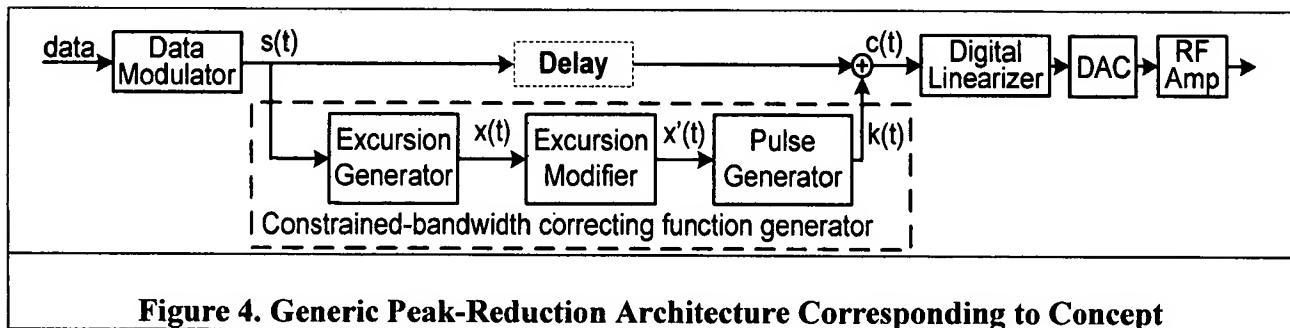 data
Data
Modulator
s(t)
Delay
c(t)
Digital
Linearizer
DAC
RF
Amp
Excursion
Generator
x(t)
Excursion
Modifier
x'(t)
Pulse
Generator
k(t)
Constrained-bandwidth correcting function generator
Figure 4. Generic Peak-Reduction Architecture Corresponding to Concept